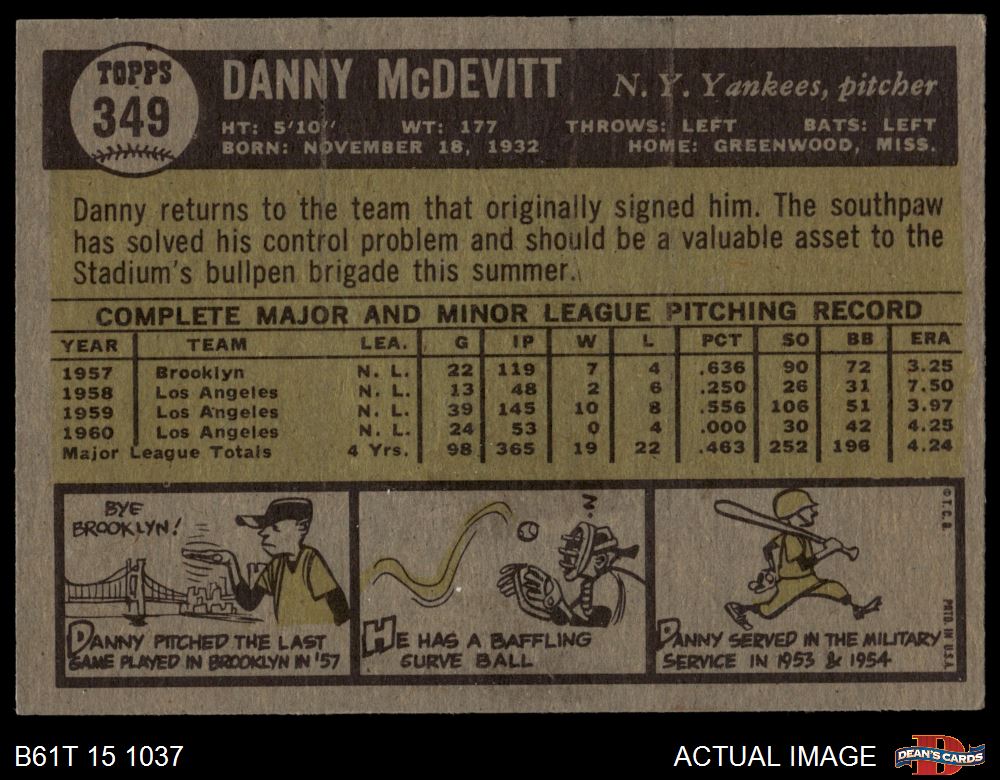 TOPPS
349
DANNY McDEVITT
N. Y. Yankees, pitcher
HT: 5'10" WT: 177 THROWS: LEFT BATS: LEFT
BORN: NOVEMBER 18, 1932 HOME: GREENWOOD, MISS.
Danny returns to the team that originally signed him. The southpaw
has solved his control problem and should be a valuable asset to the
Stadium's bullpen brigade this summer.
COMPLETE MAJOR AND MINOR LEAGUE PITCHING RECORD
YEAR TEAM LEA. G IP W L PCT SO BB ERA
1957 Brooklyn N. L. 22 119 7 4 .636 90 72 3.25
1958 Los Angeles N. L. 13 48 2 6 .250 26 31 7.50
1959 Los Angeles N. L. 39 145 10 8 .556 106 51 3.97
1960 Los Angeles N. L. 24 53 0 4 .000 30 42 4.25
Major League Totals 4 Yrs. 98 365 19 22 .463 252 196 4.24
BYE
BROOKLYN!
DANNY PITCHED THE LAST
GAME PLAYED IN BROOKLYN IN '57
HE HAS A BAFFLING
CURVE BALL
DANNY SERVED IN THE MILITARY
SERVICE IN 1953 & 1954
© T.C.G.
PRTD. IN U.S.A.
B61T 15 1037
ACTUAL IMAGE
D
DEAN'S CARDS